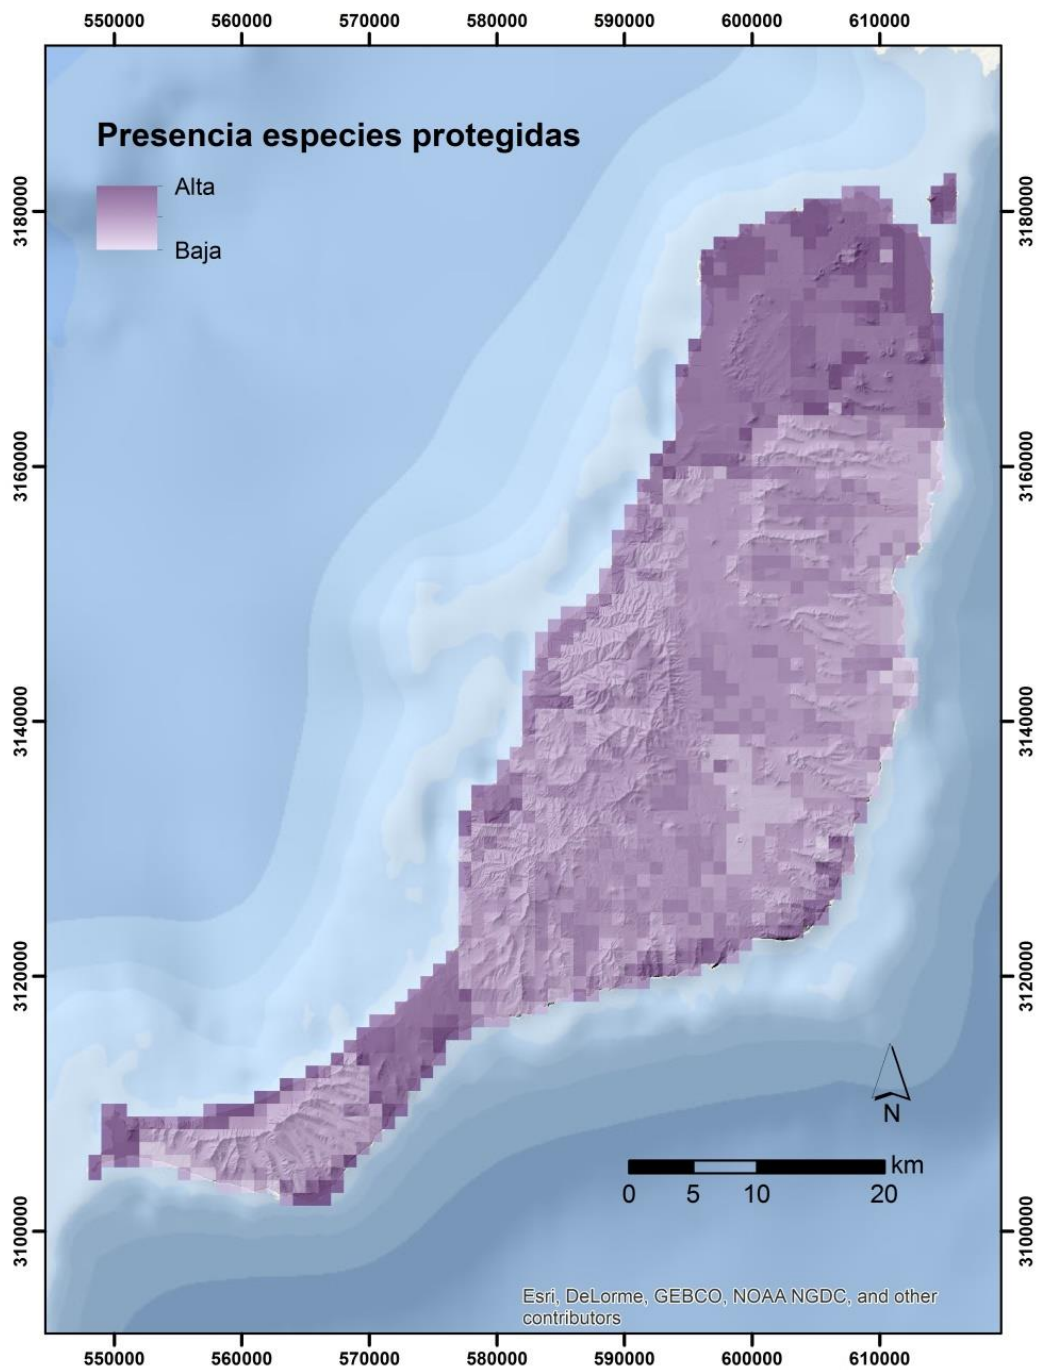 550000 560000 570000 580000 590000 600000 610000
Presencia especies protegidas
Alta
Baja
3180000 3180000
3160000 3160000
3140000 3140000
3120000 3120000
N
km
0 5 10 20
3100000 3100000
Esri, DeLorme, GEBCO, NOAA NGDC, and other
contributors
550000 560000 570000 580000 590000 600000 610000